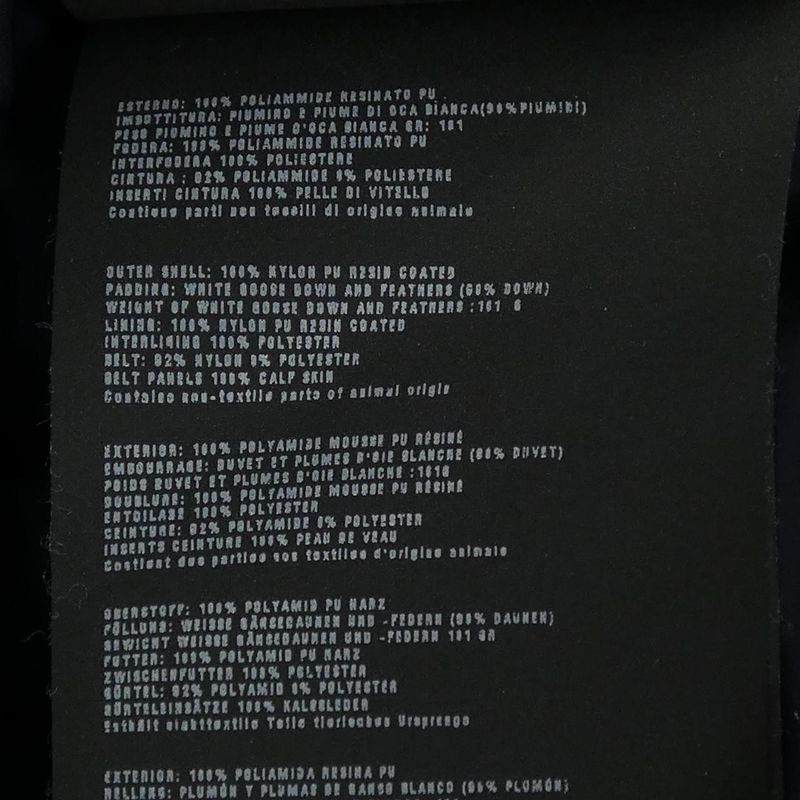 ESTERNO: 100% POLIAMMIDE RESINATO PU
IMBOTTITURA: PIUMINO E PIUME DI OCA BIANCA(90%PIUMINI)
PESO PIUMINO E PIUME D'OCA BIANCA GR: 161
FODERA: 100% POLIAMMIDE RESINATO PU
INTERFODERA 100% POLIESTERE
CINTURA : 92% POLIAMMIDE 8% POLIESTERE
INSERTI CINTURA 100% PELLE DI VITELLO
Contiene parti non tessili di origine animale
OUTER SHELL: 100% NYLON PU RESIN COATED
PADDING: WHITE GOOSE DOWN AND FEATHERS (90% DOWN)
WEIGHT OF WHITE GOOSE DOWN AND FEATHERS :161 G
LINING: 100% NYLON PU RESIN COATED
INTERLINING 100% POLYESTER
BELT: 92% NYLON 8% POLYESTER
BELT PANELS 100% CALF SKIN
Contains non-textile parts of animal origin
EXTERIOR: 100% POLYAMIDE MOUSSE PU RÉSINÉ
EMBOURRAGE: DUVET ET PLUMES D'OIE BLANCHE (90% DUVET)
POIDS DUVET ET PLUMES D'OIE BLANCHE :161G
DOUBLURE: 100% POLYAMIDE MOUSSE PU RÉSINÉ
ENTOILAGE 100% POLYESTER
CEINTURE: 92% POLYAMIDE 8% POLYESTER
INSERTS CEINTURE 100% PEAU DE VEAU
Contient des parties non textiles d'origine animale
OBERSTOFF: 100% POLYAMID PU HARZ
FÜLLUNG: WEISSE GÄNSEDAUNEN UND -FEDERN (90% DAUNEN)
GEWICHT WEISSE GÄNSEDAUNEN UND -FEDERN 161 GR
FUTTER: 100% POLYAMID PU HARZ
ZWISCHENFUTTER 100% POLYESTER
GÜRTEL: 92% POLYAMID 8% POLYESTER
GÜRTELEINSÄTZE 100% KALBSLEDER
Enthält nichttextile Teile tierischen Ursprungs
EXTERIOR: 100% POLIAMIDA RESINA PU
RELLENO: PLUMÓN Y PLUMAS DE GANSO BLANCO (90% PLUMÓN)